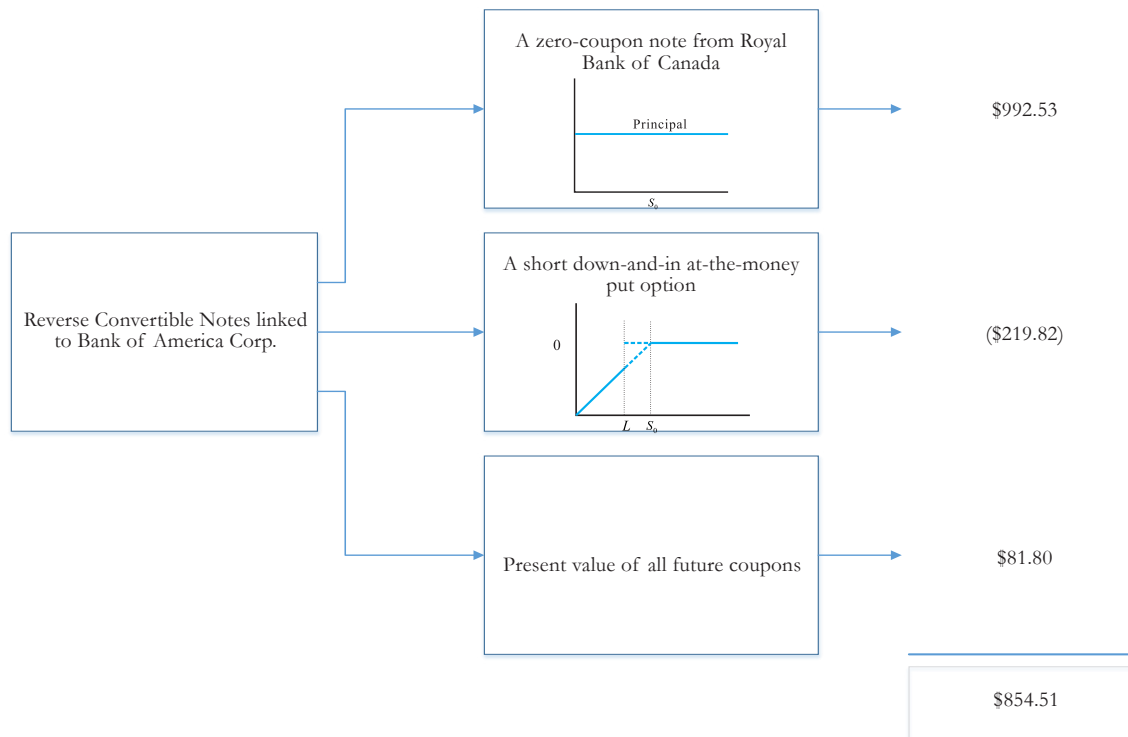 A zero-coupon note from Royal
Bank of Canada
Principal
S₀
$992.53
Reverse Convertible Notes linked
to Bank of America Corp.
A short down-and-in at-the-money
put option
0
L S₀
($219.82)
Present value of all future coupons
$81.80
$854.51